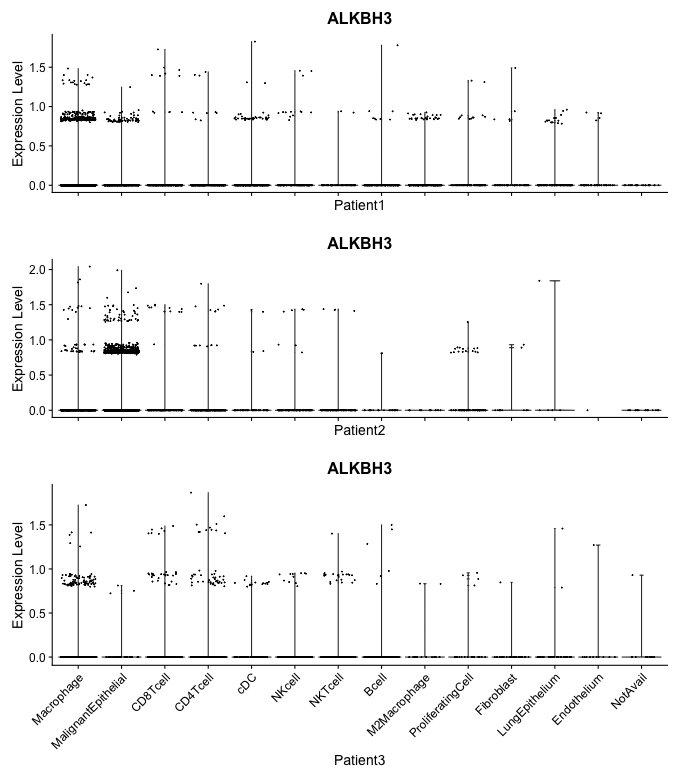 ALKBH3
Expression Level
1.5
1.0
0.5
0.0
Patient1
ALKBH3
Expression Level
2.0
1.5
1.0
0.5
0.0
Patient2
ALKBH3
Expression Level
1.5
1.0
0.5
0.0
Macrophage
MalignantEpithelial
CD8Tcell
CD4Tcell
cDC
NKcell
NKTcell
Bcell
M2Macrophage
ProliferatingCell
Fibroblast
LungEpithelium
Endothelium
NotAvail
Patient3